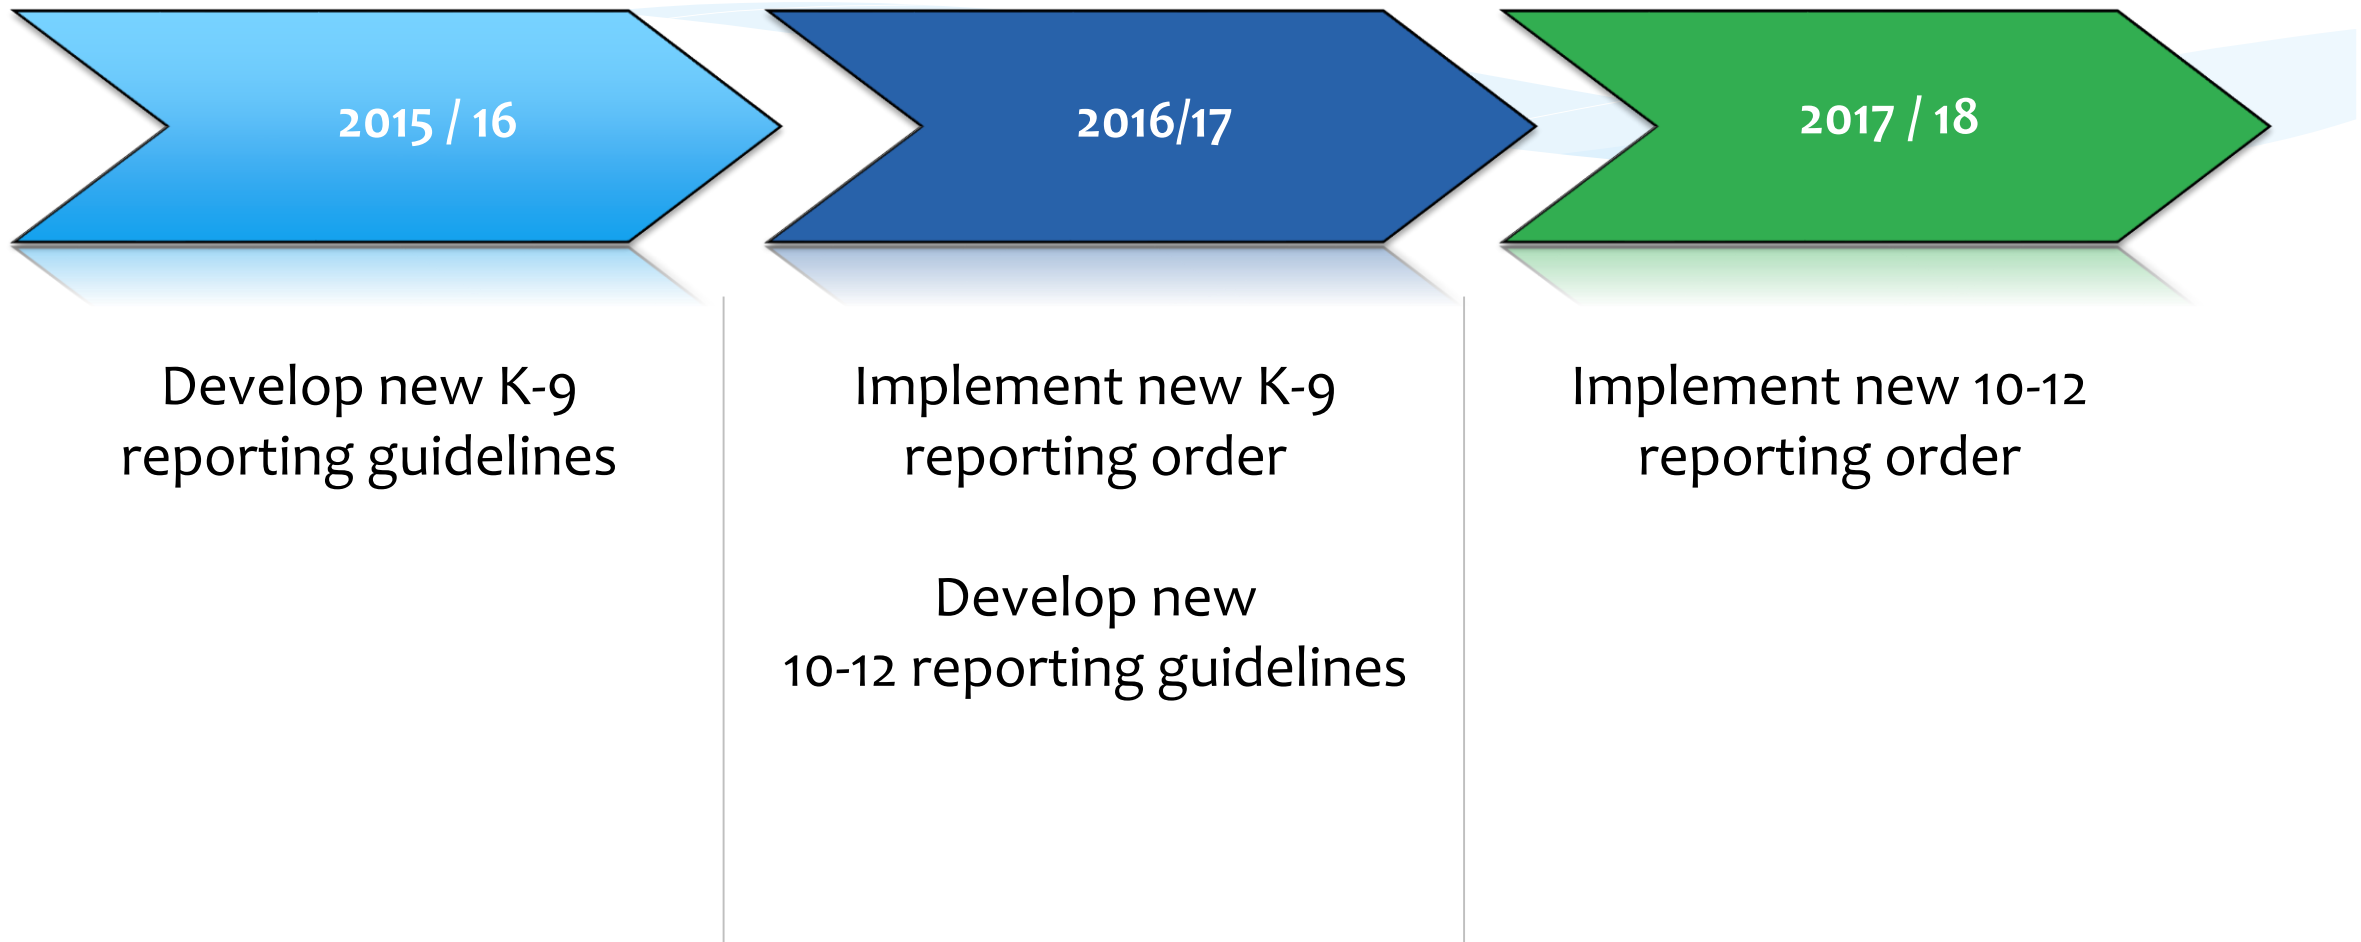 2015 / 16
2016/17
2017 / 18
Develop new K-9
reporting guidelines
Implement new K-9
reporting order
Develop new
10-12 reporting guidelines
Implement new 10-12
reporting order